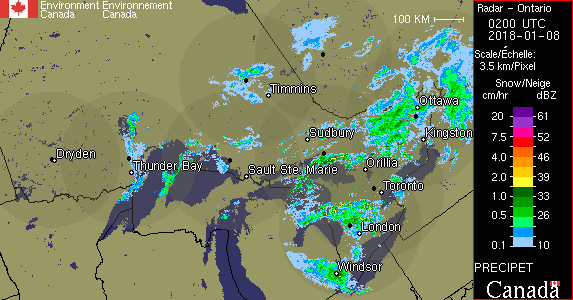 Environment Environnement
Canada Canada
100 KM
Radar - Ontario
0200 UTC
2018-01-08
Scale/Échelle:
3.5 km/Pixel
Snow/Neige
cm/hr dBZ
20 61
7.5 52
4.0 46
2.0 39
1.0 33
0.5 26
0.1 10
PRECIPET
Canada
Timmins
Ottawa
Sudbury
Kingston
Dryden
Thunder Bay
Sault Ste. Marie
Orillia
Toronto
London
Windsor